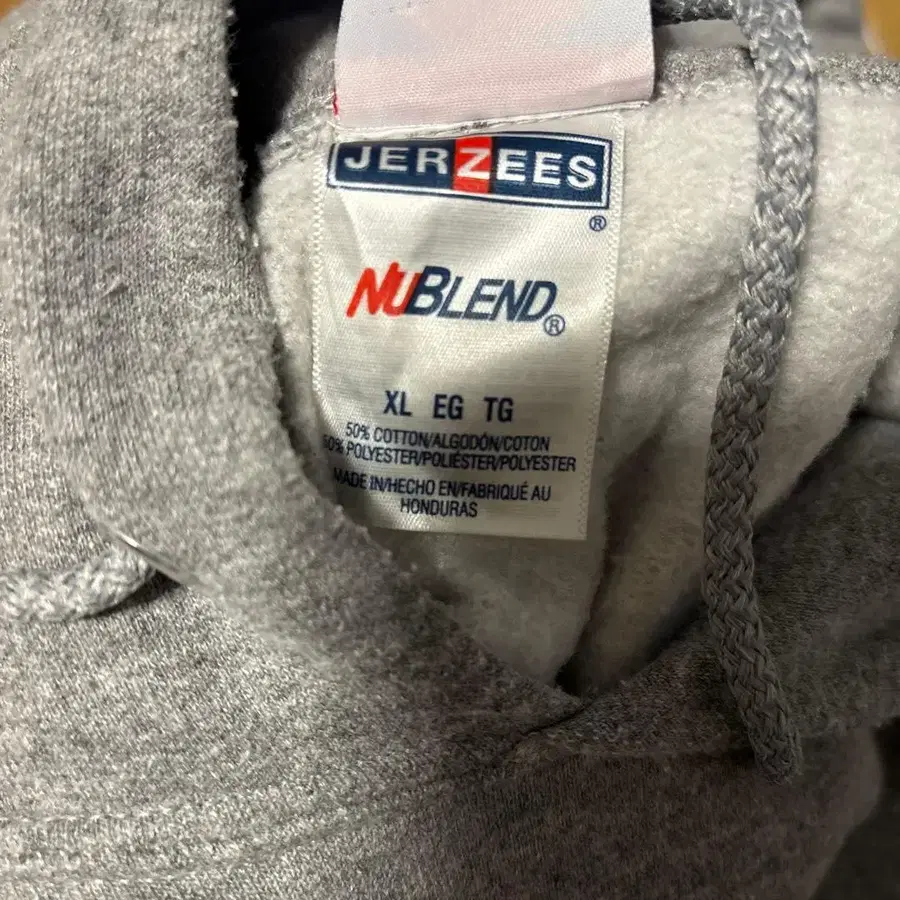 JERZEES
®
NUBLEND®
XL EG TG
50% COTTON/ALGODÓN/COTON
50% POLYESTER/POLIÉSTER/POLYESTER
MADE IN/HECHO EN/FABRIQUÉ AU
HONDURAS